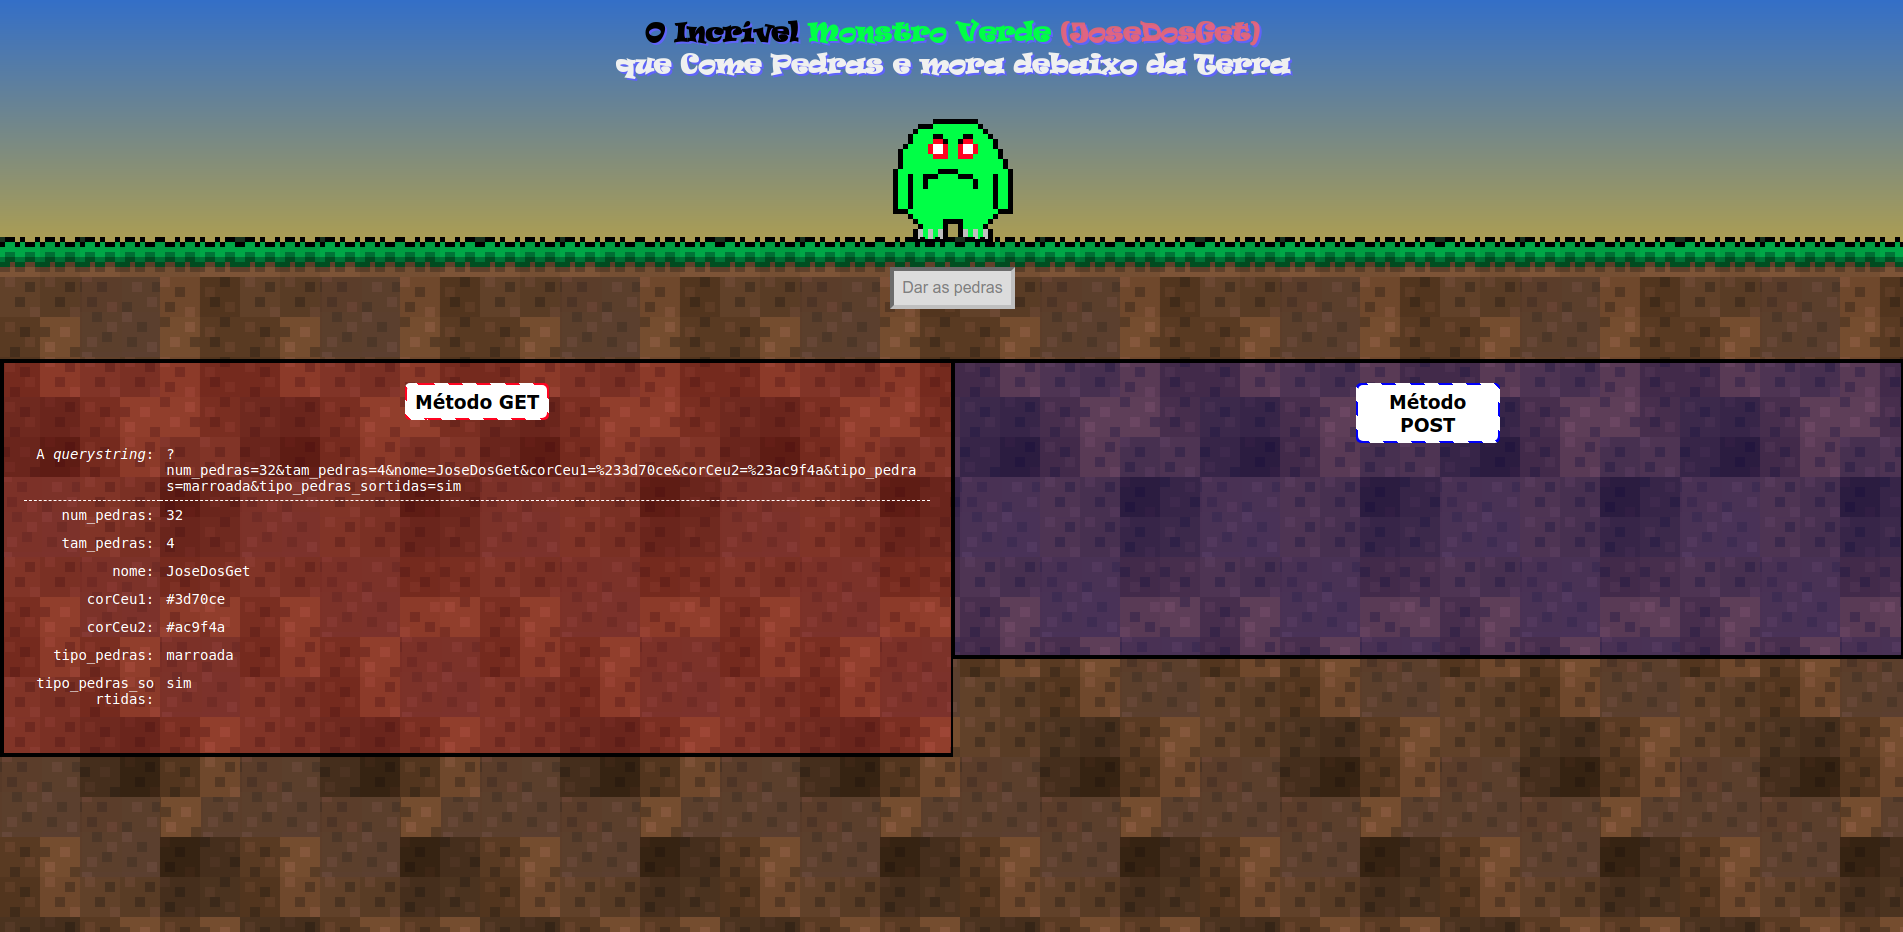 O Incrível Monstro Verde (JoseDosGet)
que Come Pedras e mora debaixo da Terra
Dar as pedras
Método GET
A querystring: ?
num_pedras=32&tam_pedras=4&nome=JoseDosGet&corCeu1=%233d70ce&corCeu2=%23ac9f4a&tipo_pedra
s=marroada&tipo_pedras_sortidas=sim
num_pedras: 32
tam_pedras: 4
nome: JoseDosGet
corCeu1: #3d70ce
corCeu2: #ac9f4a
tipo_pedras: marroada
tipo_pedras_so sim
rtidas:
Método
POST